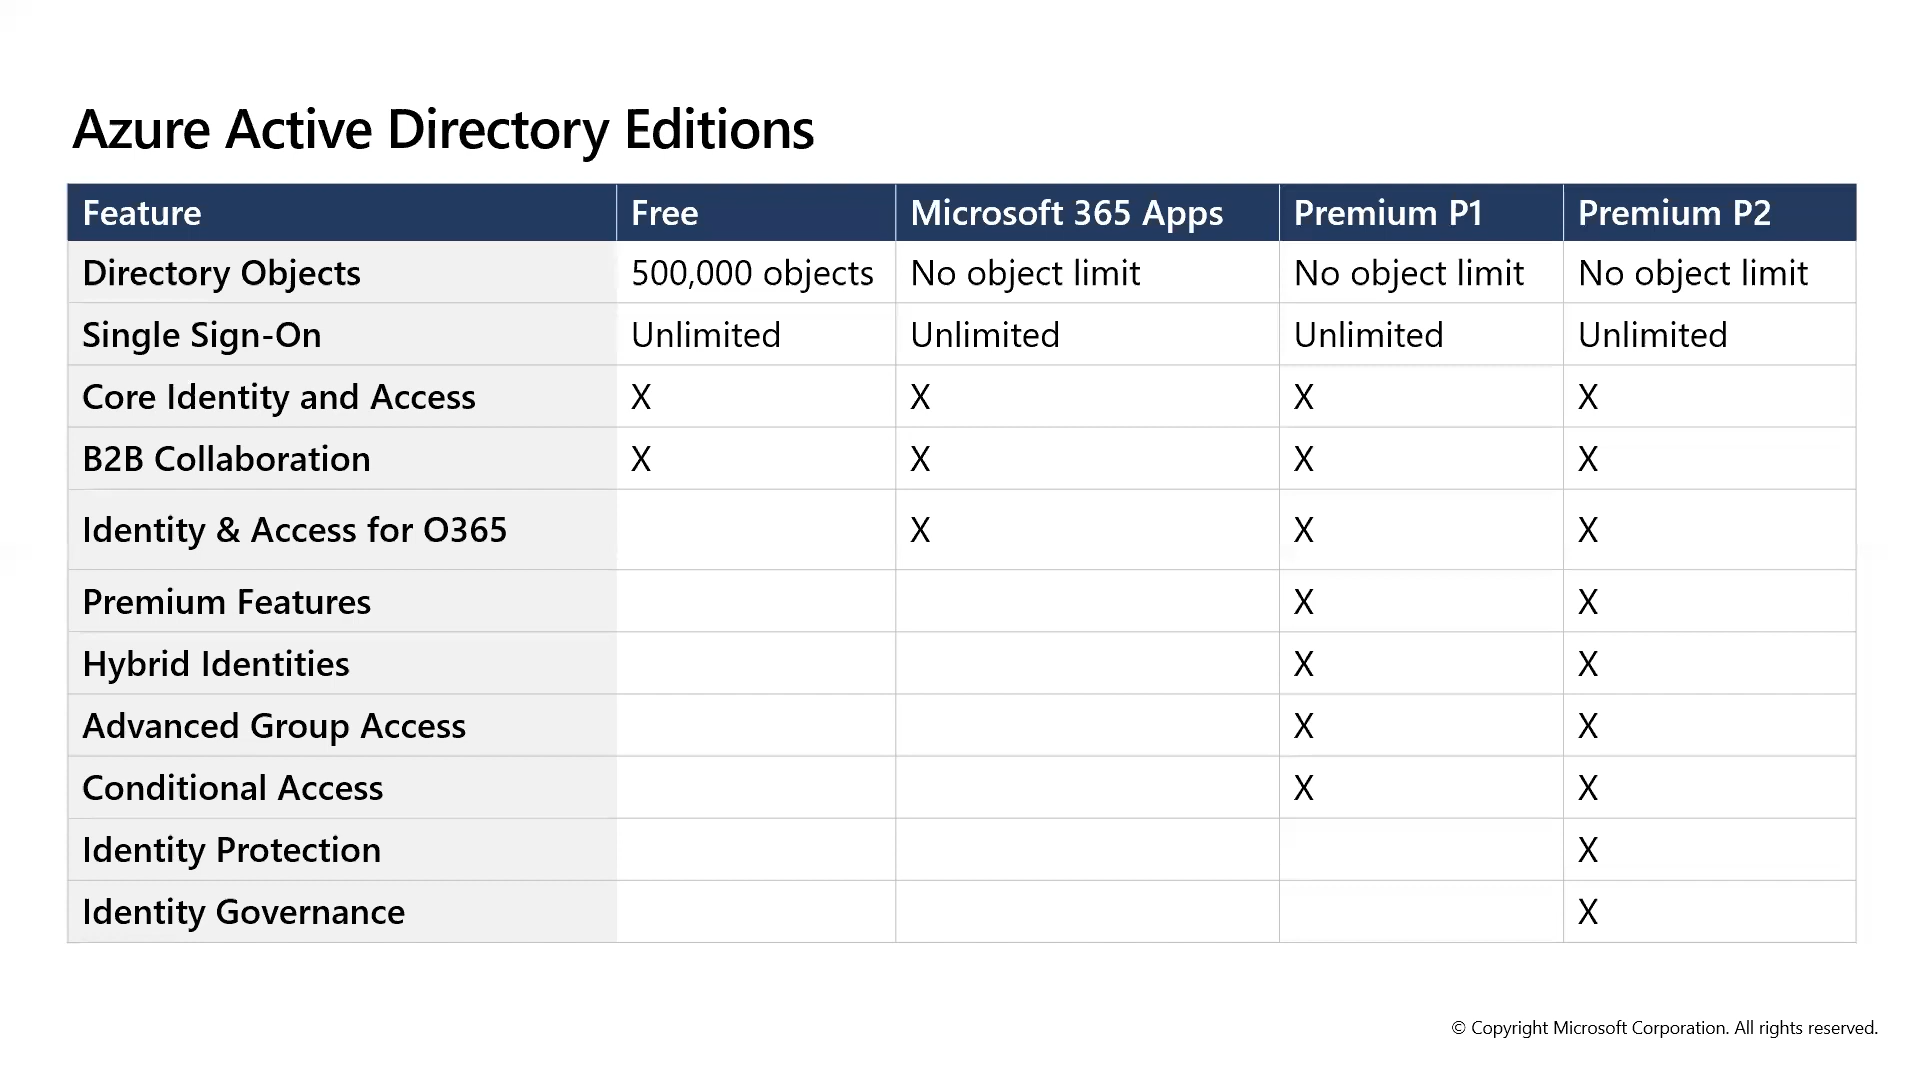 Azure Active Directory Editions
Feature Free Microsoft 365 Apps Premium P1 Premium P2
Directory Objects 500,000 objects No object limit No object limit No object limit
Single Sign-On Unlimited Unlimited Unlimited Unlimited
Core Identity and Access X X X X
B2B Collaboration X X X X
Identity & Access for O365 X X X
Premium Features X X
Hybrid Identities X X
Advanced Group Access X X
Conditional Access X X
Identity Protection X
Identity Governance X
© Copyright Microsoft Corporation. All rights reserved.